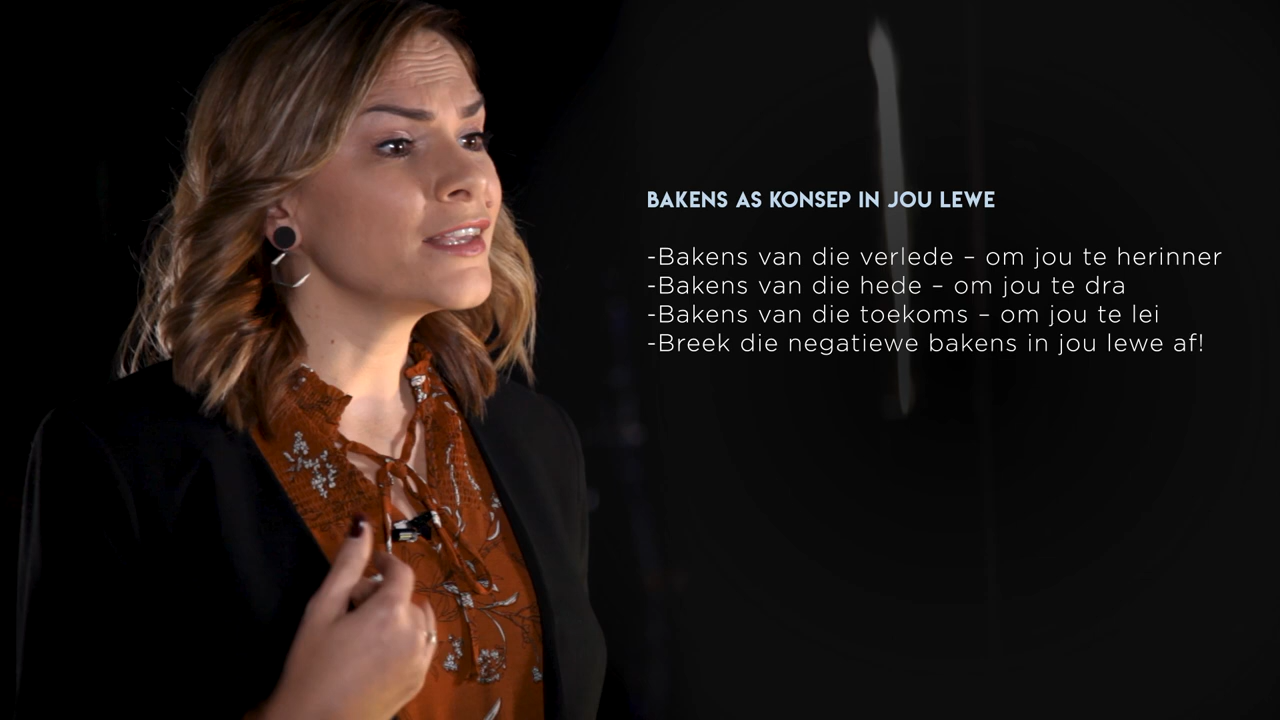 BAKENS AS KONSEP IN JOU LEWE
-Bakens van die verlede – om jou te herinner
-Bakens van die hede – om jou te dra
-Bakens van die toekoms – om jou te lei
-Breek die negatiewe bakens in jou lewe af!